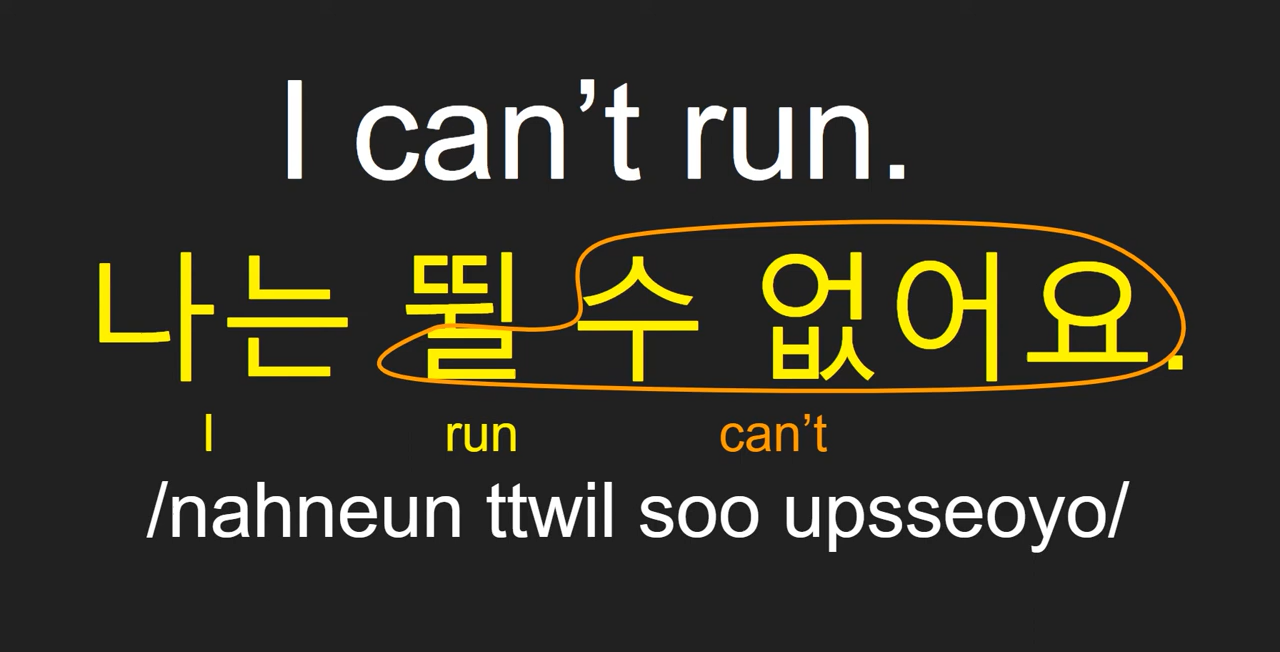 I can’t run.
나는 뛸 수 없어요.
I run can’t
/nahneun ttwil soo upsseoyo/